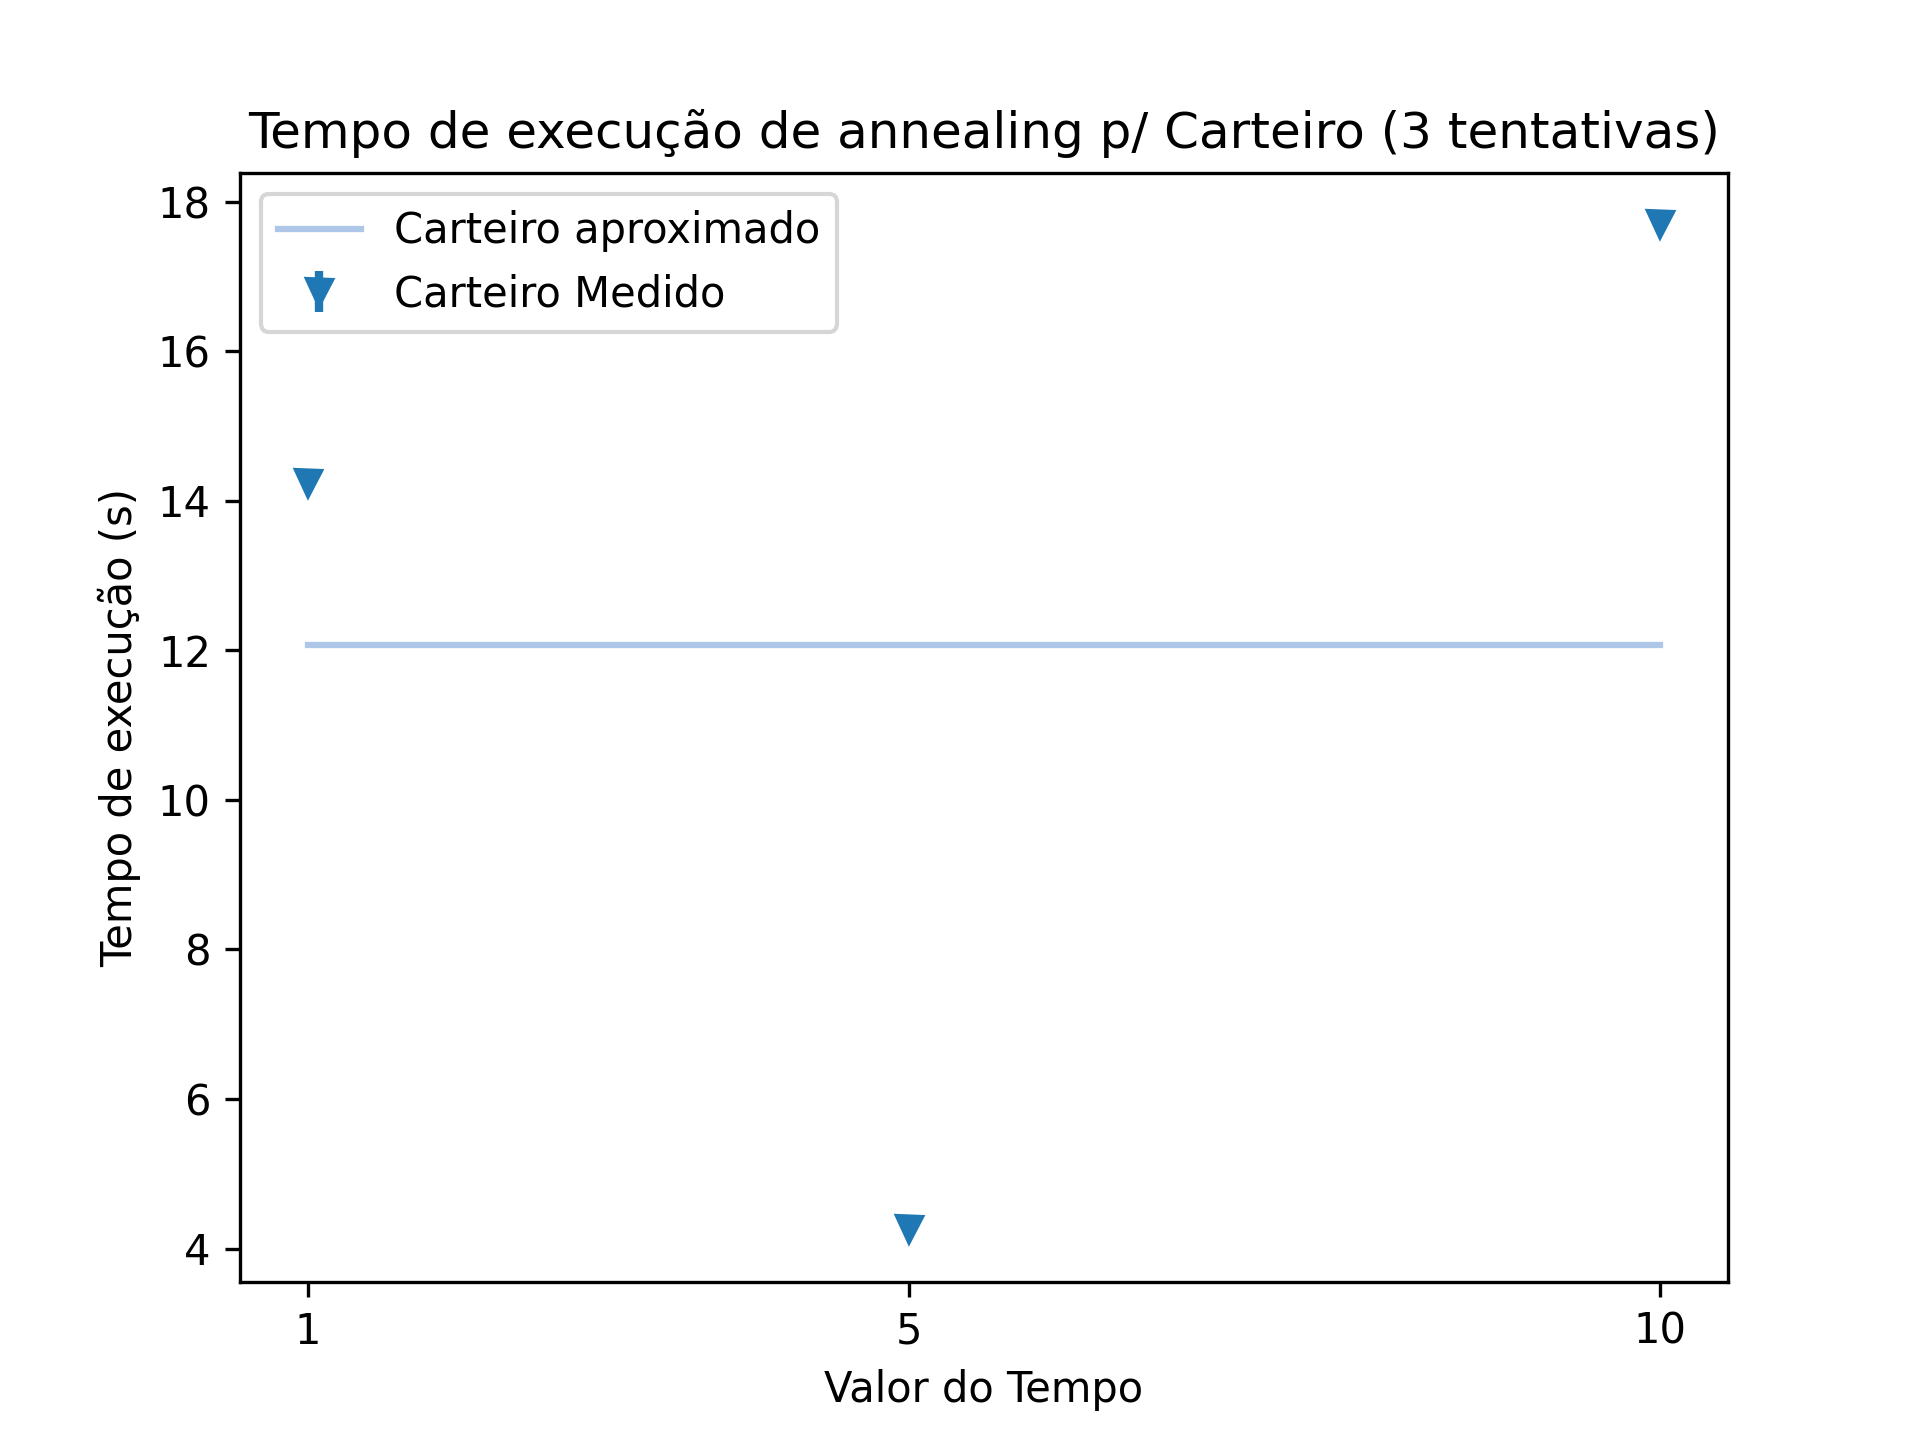 Tempo de execução de annealing p/ Carteiro (3 tentativas)
Carteiro aproximado
Carteiro Medido
18
16
14
12
10
8
6
4
Tempo de execução (s)
1 5 10
Valor do Tempo